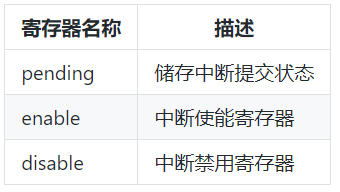 寄存器名称 描述
pending 储存中断提交状态
enable 中断使能寄存器
disable 中断禁用寄存器